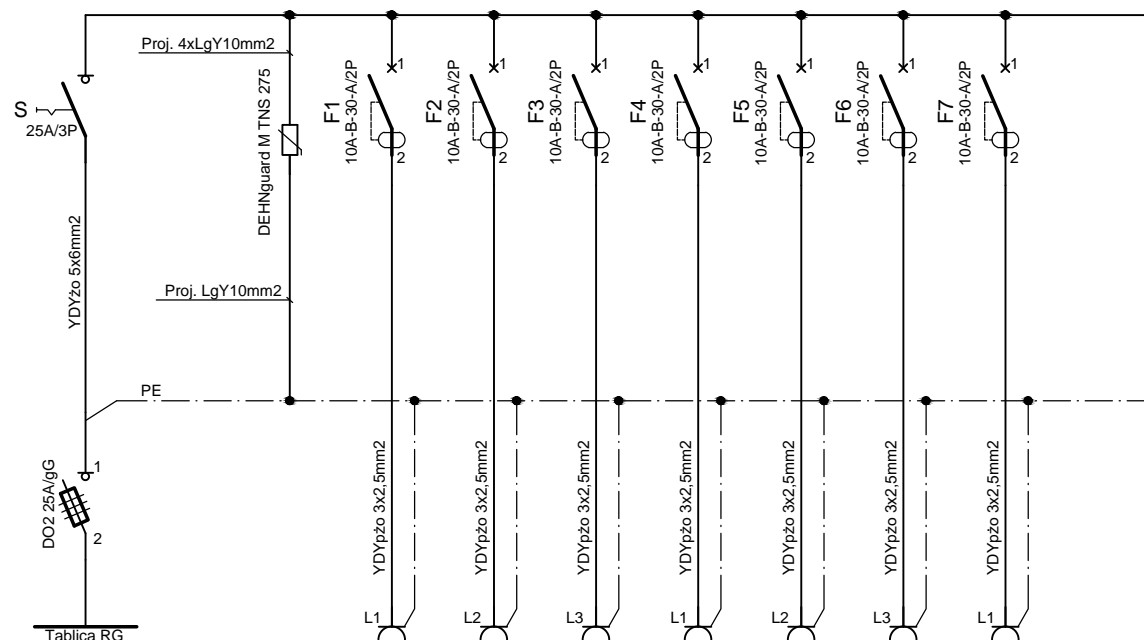 Proj. 4xLgY10mm2
S
25A/3P
DEHNguard M TNS 275
F1
10A-B-30-A/2P
1
2
F2
10A-B-30-A/2P
1
2
F3
10A-B-30-A/2P
1
2
F4
10A-B-30-A/2P
1
2
F5
10A-B-30-A/2P
1
2
F6
10A-B-30-A/2P
1
2
F7
10A-B-30-A/2P
1
2
YDYżo 5x6mm2
Proj. LgY10mm2
PE
DO2 25A/gG
1
2
Tablica RG
YDYpżo 3x2,5mm2
YDYpżo 3x2,5mm2
YDYpżo 3x2,5mm2
YDYpżo 3x2,5mm2
YDYpżo 3x2,5mm2
YDYpżo 3x2,5mm2
YDYpżo 3x2,5mm2
L1
L2
L3
L1
L2
L3
L1